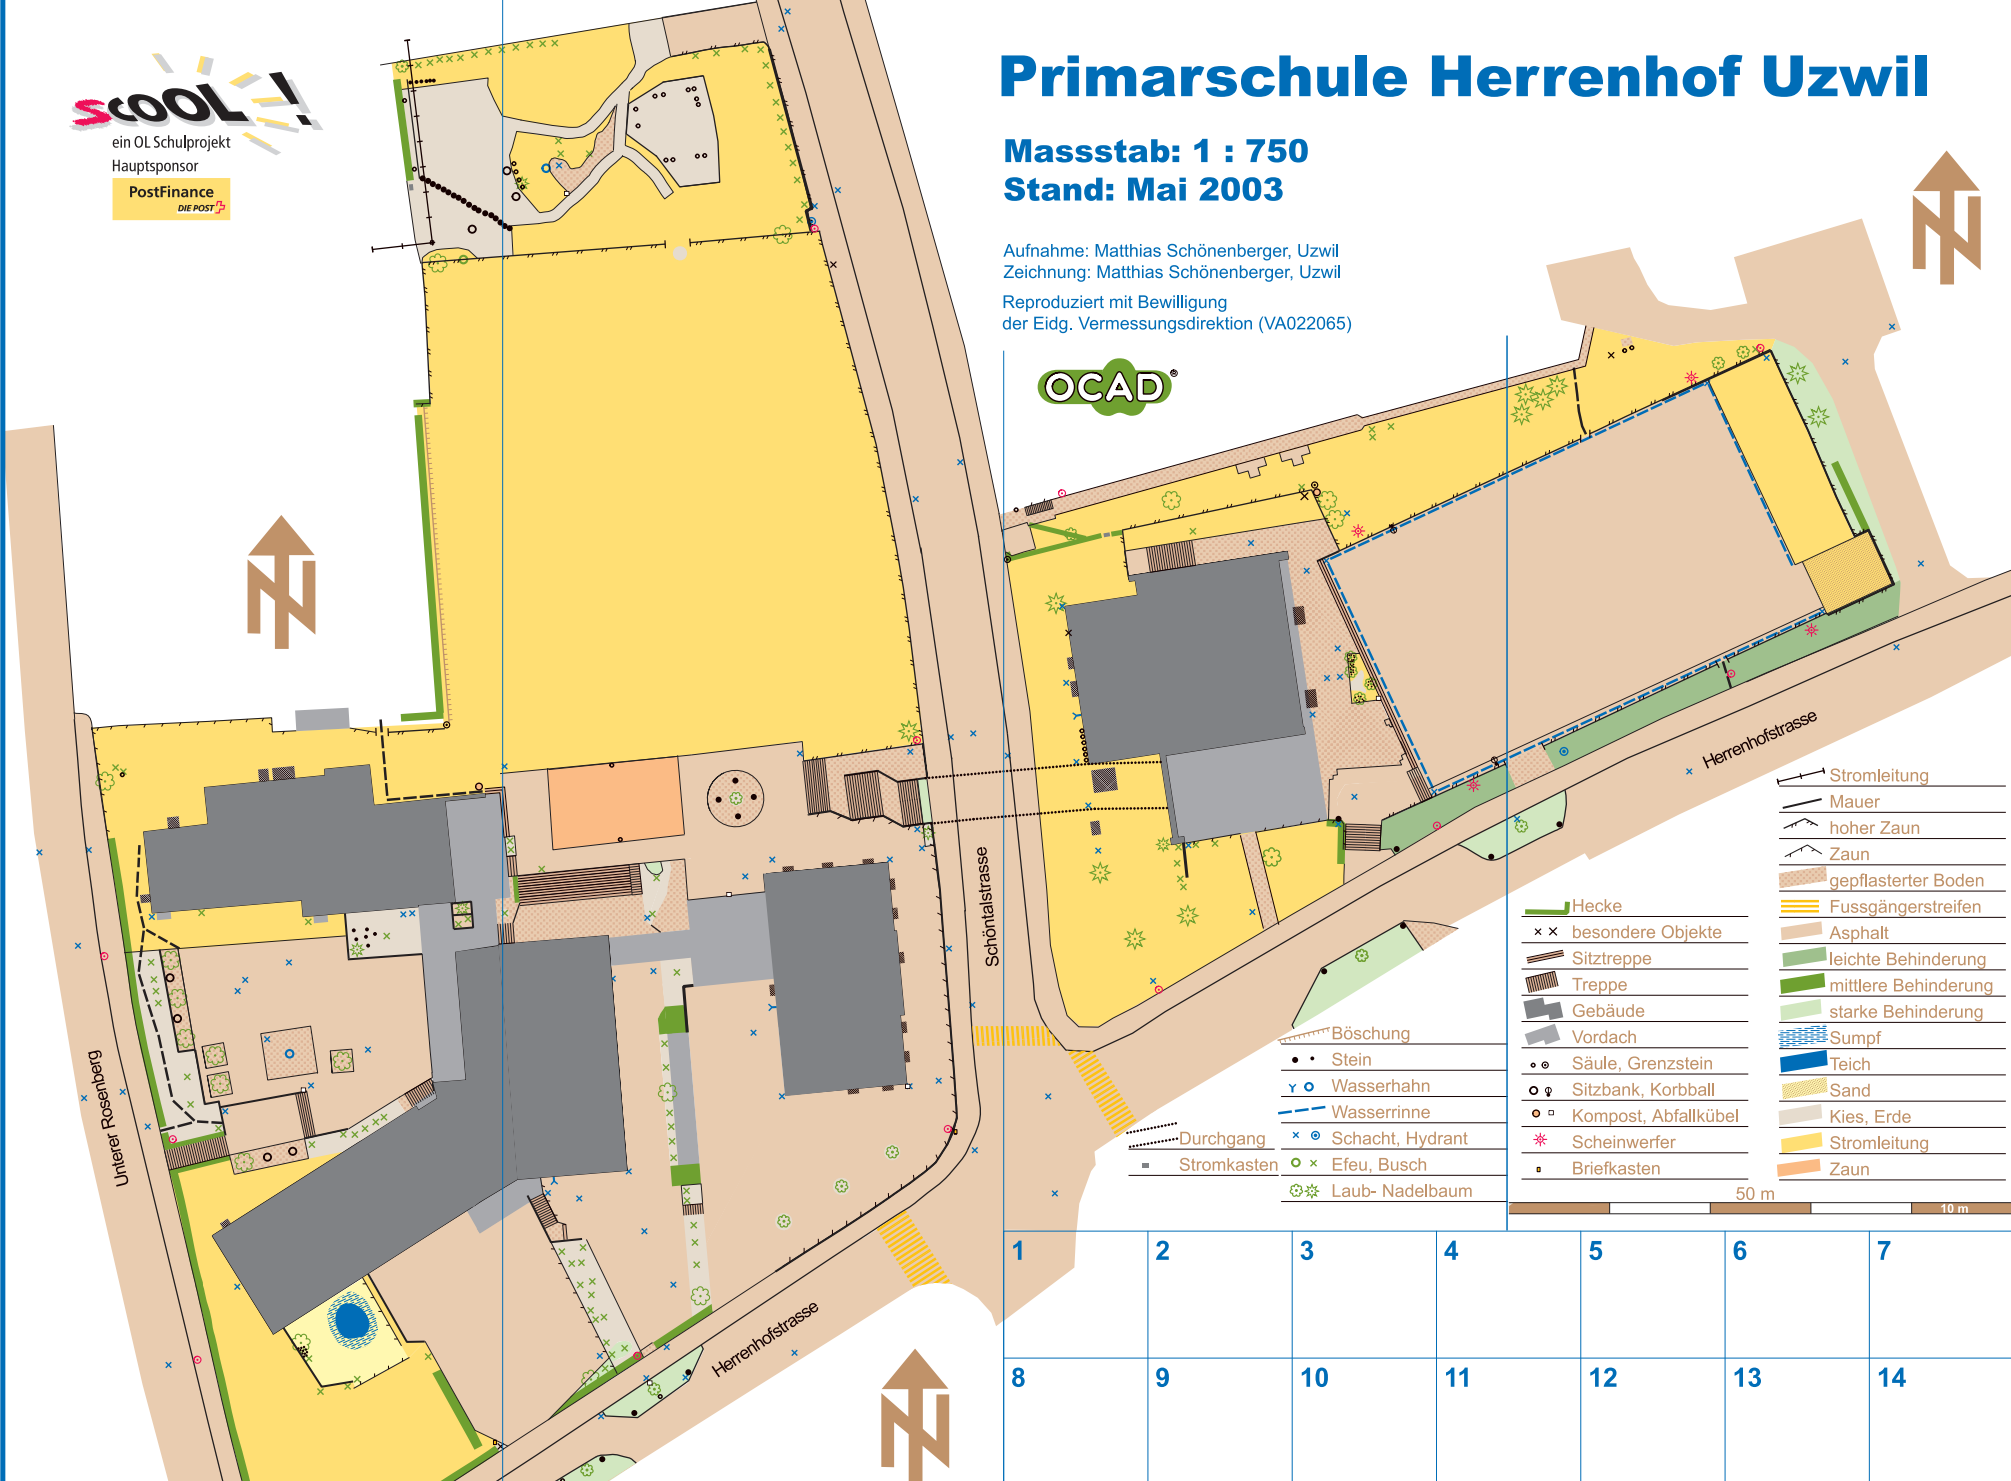 scool!
ein OL Schulprojekt
Hauptsponsor
PostFinance
DIE POST
Primarschule Herrenhof Uzwil
Massstab: 1 : 750
Stand: Mai 2003
Aufnahme: Matthias Schönenberger, Uzwil
Zeichnung: Matthias Schönenberger, Uzwil
Reproduziert mit Bewilligung
der Eidg. Vermessungsdirektion (VA022065)
OCAD®
N
N
N
Unterer Rosenberg
Schöntalstrasse
Herrenhofstrasse
Herrenhofstrasse
Durchgang
Stromkasten
Böschung
Stein
Wasserhahn
Wasserrinne
Schacht, Hydrant
Efeu, Busch
Laub- Nadelbaum
Hecke
besondere Objekte
Sitztreppe
Treppe
Gebäude
Vordach
Säule, Grenzstein
Sitzbank, Korbball
Kompost, Abfallkübel
Scheinwerfer
Briefkasten
Stromleitung
Mauer
hoher Zaun
Zaun
gepflasterter Boden
Fussgängerstreifen
Asphalt
leichte Behinderung
mittlere Behinderung
starke Behinderung
Sumpf
Teich
Sand
Kies, Erde
Stromleitung
Zaun
50 m
10 m
1 2 3 4 5 6 7
8 9 10 11 12 13 14